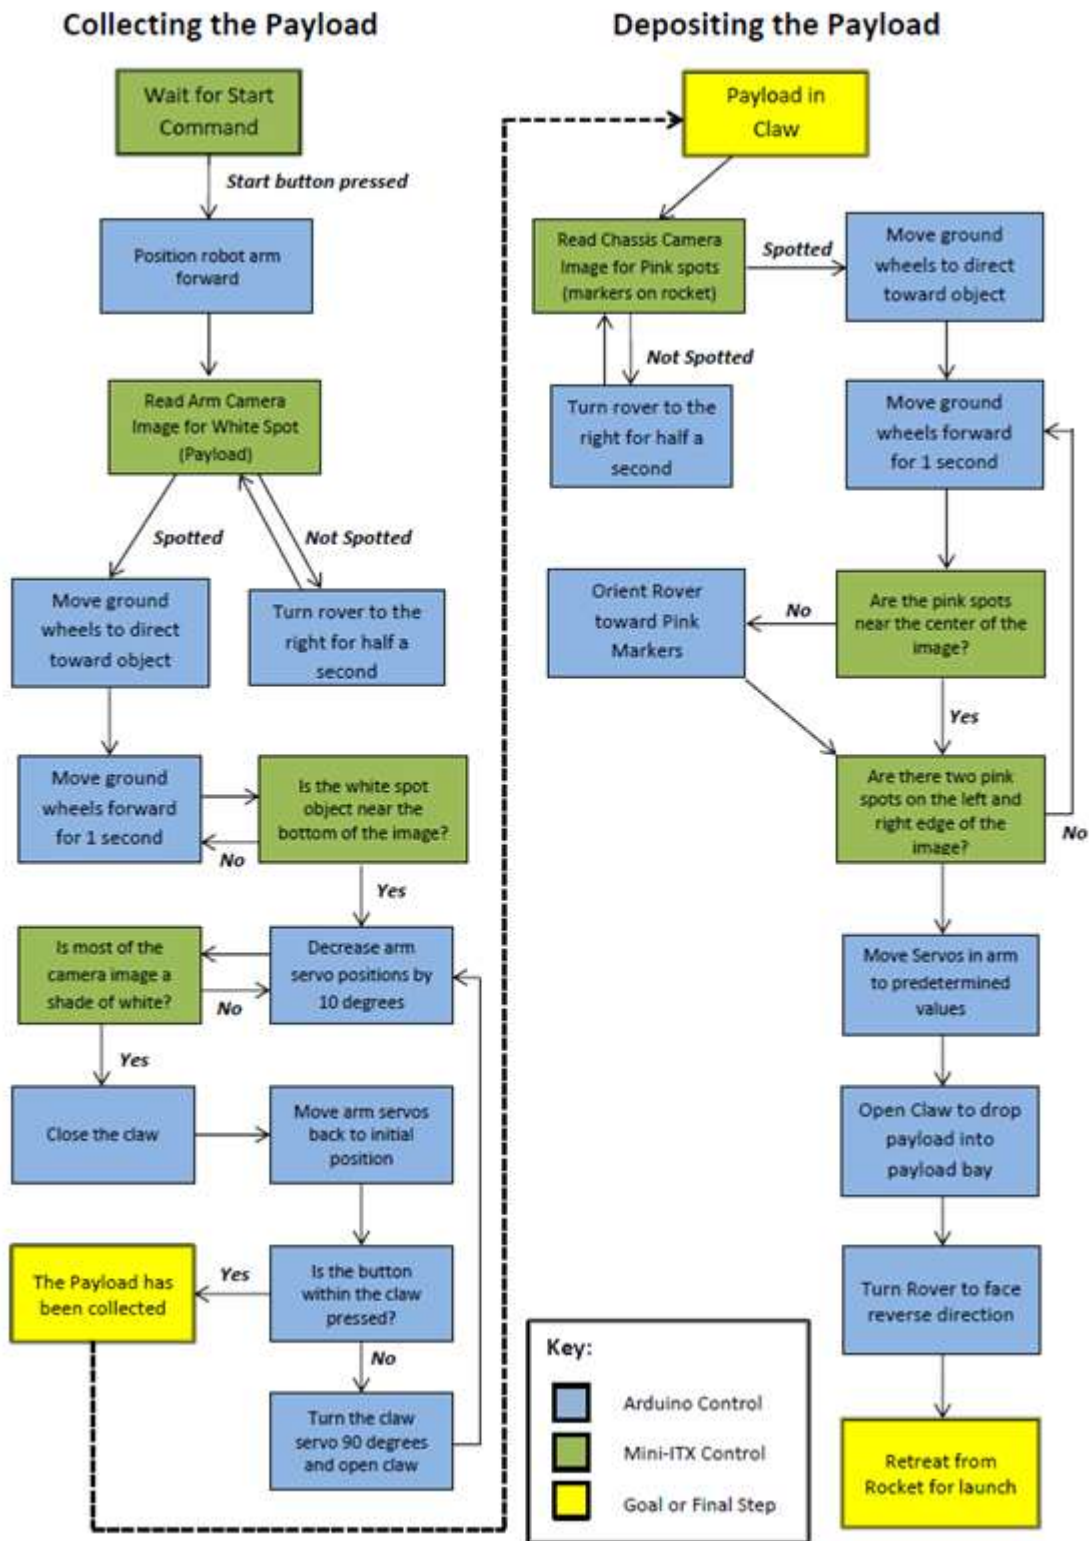 Collecting the Payload
Wait for Start
Command
Start button pressed
Position robot arm
forward
Read Arm Camera
Image for White Spot
(Payload)
Spotted
Not Spotted
Move ground
wheels to direct
toward object
Turn rover to the
right for half a
second
Move ground
wheels forward
for 1 second
Is the white spot
object near the
bottom of the image?
No
Yes
Is most of the
camera image a
shade of white?
Decrease arm
servo positions by
10 degrees
No
Yes
Close the claw
Move arm servos
back to initial
position
The Payload has
been collected
Yes
Is the button
within the claw
pressed?
No
Turn the claw
servo 90 degrees
and open claw
Depositing the Payload
Payload in
Claw
Read Chassis Camera
Image for Pink spots
(markers on rocket)
Spotted
Move ground
wheels to direct
toward object
Not Spotted
Turn rover to the
right for half a
second
Move ground
wheels forward
for 1 second
Orient Rover
toward Pink
Markers
No
Are the pink spots
near the center of the
image?
Yes
Are there two pink
spots on the left and
right edge of the
image?
No
Move Servos in arm
to predetermined
values
Open Claw to drop
payload into
payload bay
Turn Rover to face
reverse direction
Retreat from
Rocket for launch
Key:
Arduino Control
Mini-ITX Control
Goal or Final Step